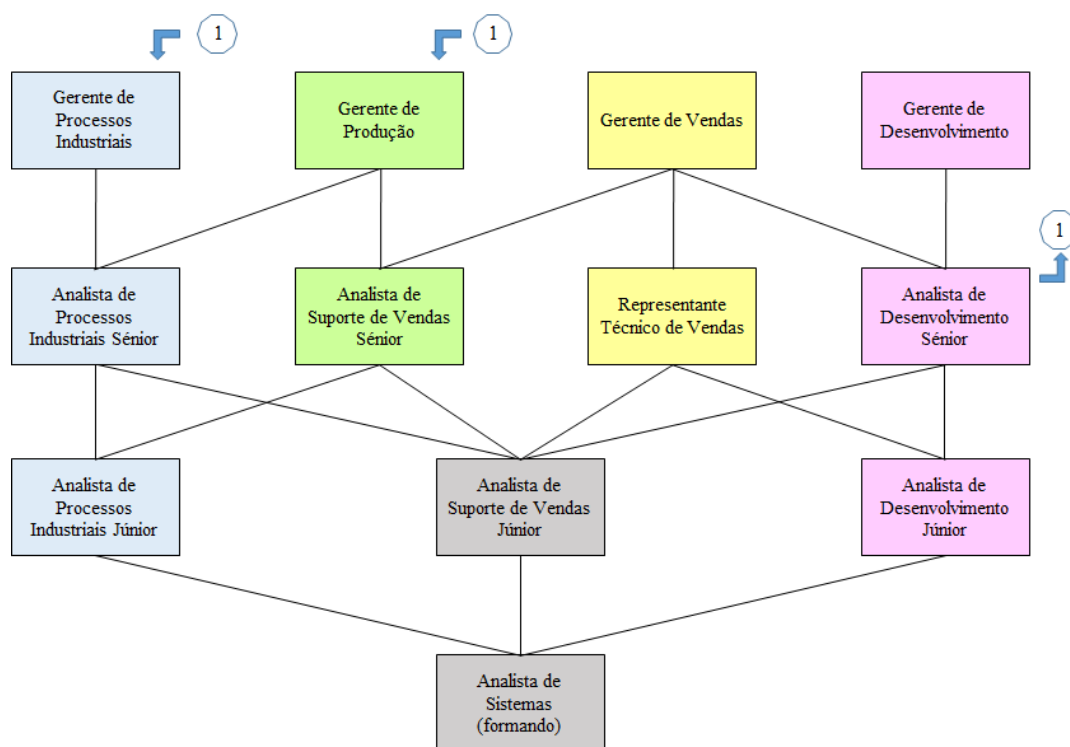 1
1
Gerente de
Processos
Industriais
Gerente de
Produção
Gerente de Vendas
Gerente de
Desenvolvimento
1
Analista de
Processos
Industriais Sénior
Analista de
Suporte de Vendas
Sénior
Representante
Técnico de Vendas
Analista de
Desenvolvimento
Sénior
Analista de
Processos
Industriais Júnior
Analista de
Suporte de Vendas
Júnior
Analista de
Desenvolvimento
Júnior
Analista de
Sistemas
(formando)